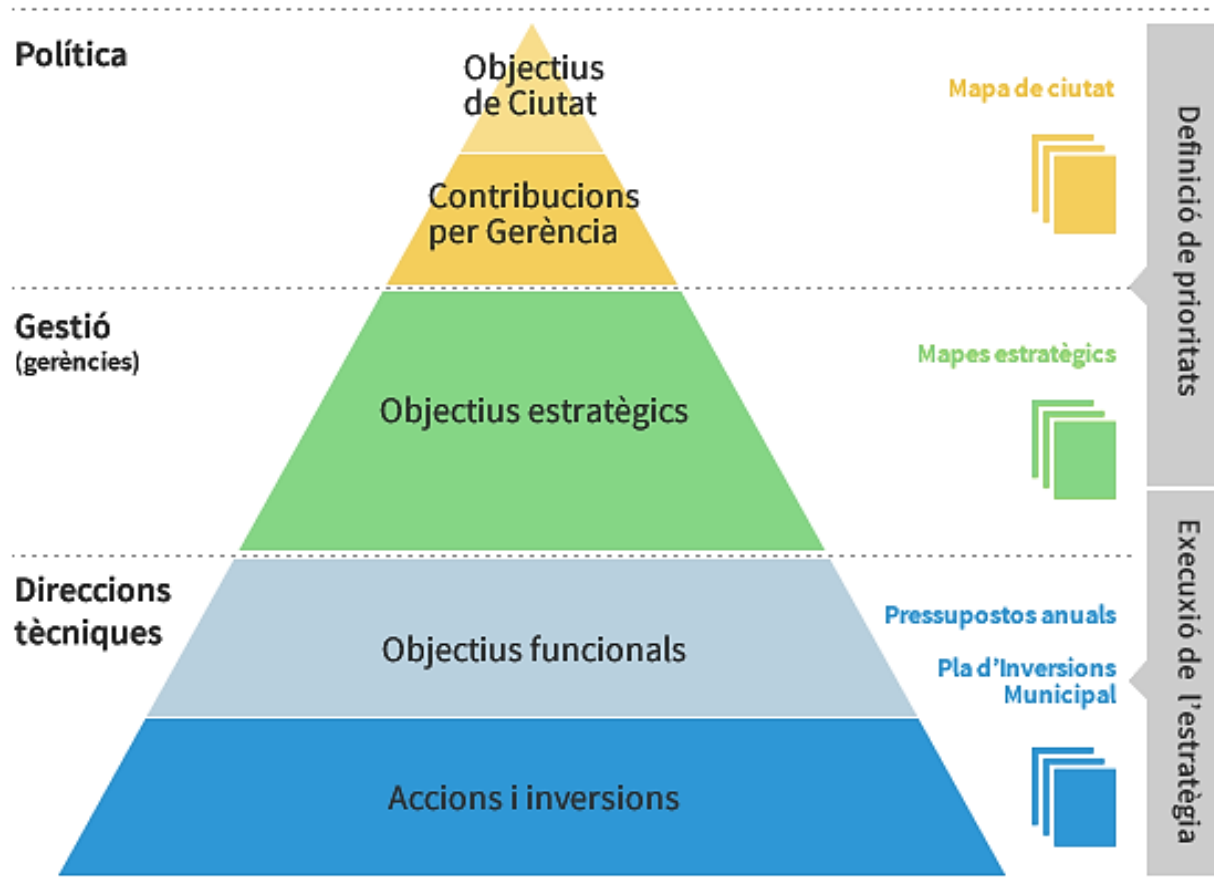 Política
Objectius
de Ciutat
Contribucions
per Gerència
Mapa de ciutat
Definició de prioritats
Gestió
(gerències)
Objectius estratègics
Mapes estratègics
Direccions
tècniques
Objectius funcionals
Accions i inversions
Pressupostos anuals
Pla d’Inversions
Municipal
Execuxió de l’estratègia